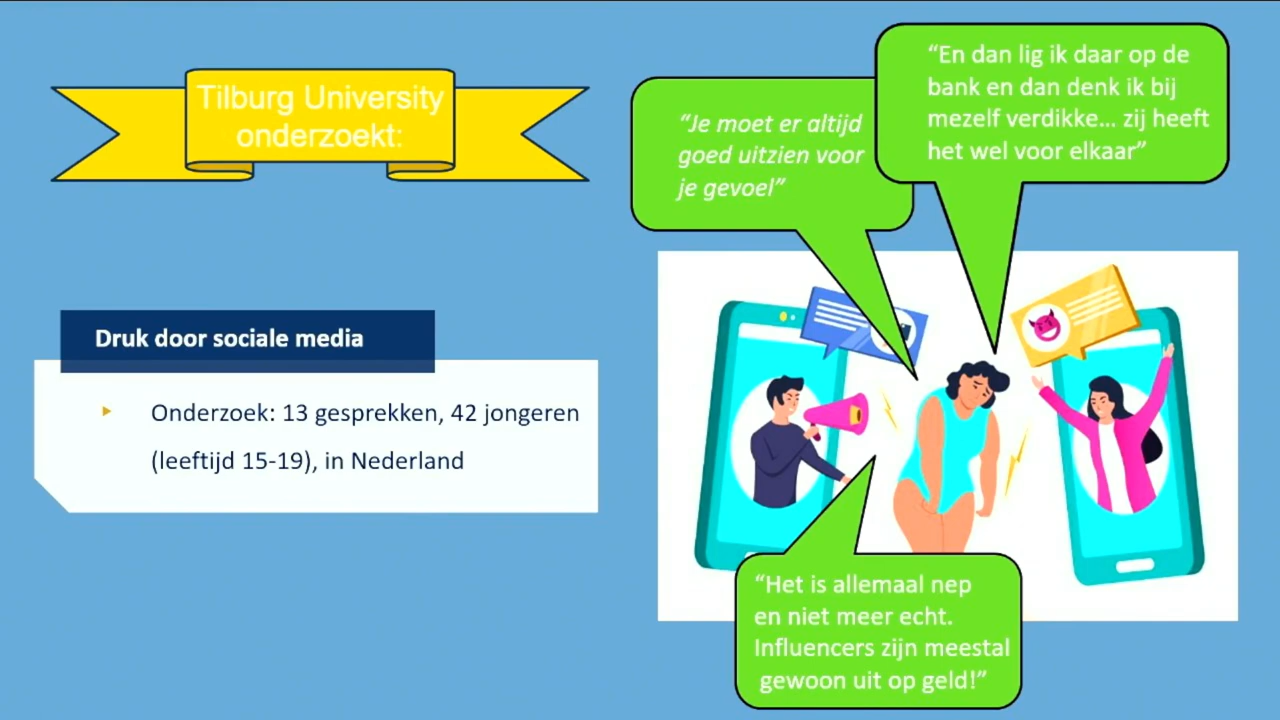 Tilburg University
onderzoekt:
Druk door sociale media
Onderzoek: 13 gesprekken, 42 jongeren
(leeftijd 15-19), in Nederland
“Je moet er altijd
goed uitzien voor
je gevoel”
“En dan lig ik daar op de
bank en dan denk ik bij
mezelf verdikke... zij heeft
het wel voor elkaar”
“Het is allemaal nep
en niet meer echt.
Influencers zijn meestal
gewoon uit op geld!”